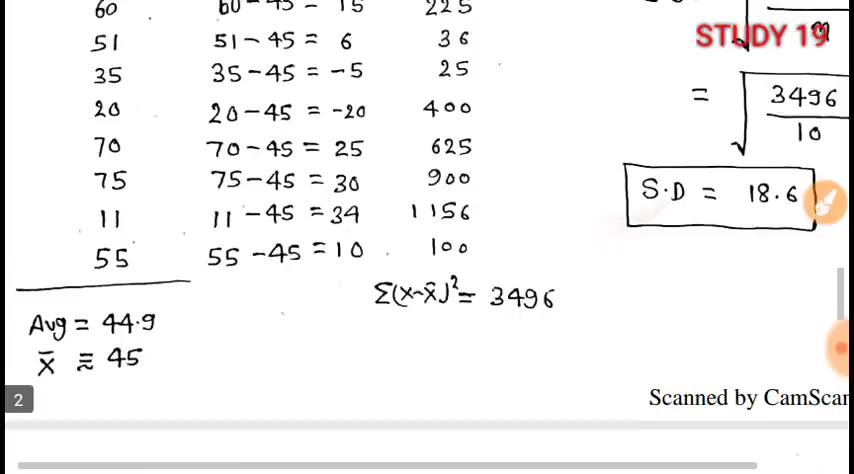 60 60-45 = 15 225
51 51-45 = 6 36
35 35-45 = -5 25
20 20-45 = -20 400
70 70-45 = 25 625
75 75-45 = 30 900
11 11-45 = 34 1156
55 55-45 = 10 100
Σ(x-x̄)²= 3496
Avg = 44.9
X̄ ≈ 45
n
STUDY 19
= √3496/10
S.D = 18.6
2
Scanned by CamScan